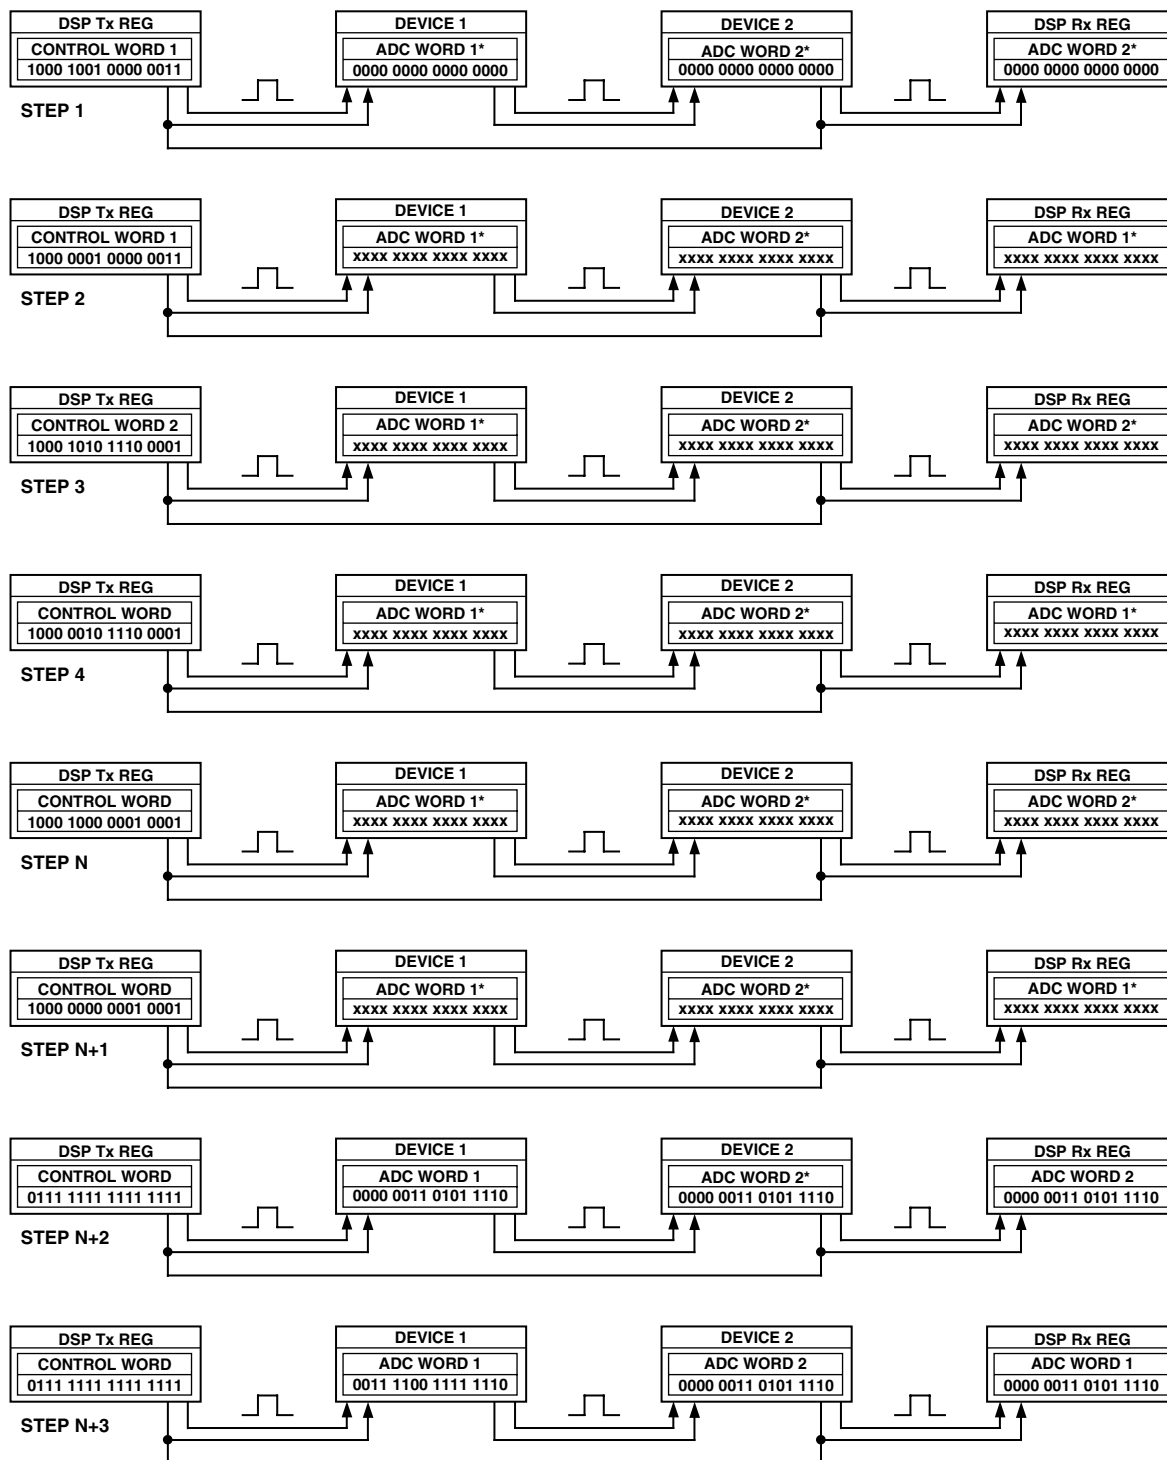 DSP Tx REG DEVICE 1 DEVICE 2 DSP Rx REG
CONTROL WORD 1 ADC WORD 1* ADC WORD 2* ADC WORD 2*
1000 1001 0000 0011 0000 0000 0000 0000 0000 0000 0000 0000 0000 0000 0000 0000
STEP 1
DSP Tx REG DEVICE 1 DEVICE 2 DSP Rx REG
CONTROL WORD 1 ADC WORD 1* ADC WORD 2* ADC WORD 1*
1000 0001 0000 0011 xxxx xxxx xxxx xxxx xxxx xxxx xxxx xxxx xxxx xxxx xxxx xxxx
STEP 2
DSP Tx REG DEVICE 1 DEVICE 2 DSP Rx REG
CONTROL WORD 2 ADC WORD 1* ADC WORD 2* ADC WORD 2*
1000 1010 1110 0001 xxxx xxxx xxxx xxxx xxxx xxxx xxxx xxxx xxxx xxxx xxxx xxxx
STEP 3
DSP Tx REG DEVICE 1 DEVICE 2 DSP Rx REG
CONTROL WORD ADC WORD 1* ADC WORD 2* ADC WORD 1*
1000 0010 1110 0001 xxxx xxxx xxxx xxxx xxxx xxxx xxxx xxxx xxxx xxxx xxxx xxxx
STEP 4
DSP Tx REG DEVICE 1 DEVICE 2 DSP Rx REG
CONTROL WORD ADC WORD 1* ADC WORD 2* ADC WORD 2*
1000 1000 0001 0001 xxxx xxxx xxxx xxxx xxxx xxxx xxxx xxxx xxxx xxxx xxxx xxxx
STEP N
DSP Tx REG DEVICE 1 DEVICE 2 DSP Rx REG
CONTROL WORD ADC WORD 1* ADC WORD 2* ADC WORD 1*
1000 0000 0001 0001 xxxx xxxx xxxx xxxx xxxx xxxx xxxx xxxx xxxx xxxx xxxx xxxx
STEP N+1
DSP Tx REG DEVICE 1 DEVICE 2 DSP Rx REG
CONTROL WORD ADC WORD 1 ADC WORD 2* ADC WORD 2
0111 1111 1111 1111 0000 0011 0101 1110 0000 0011 0101 1110 0000 0011 0101 1110
STEP N+2
DSP Tx REG DEVICE 1 DEVICE 2 DSP Rx REG
CONTROL WORD ADC WORD 1 ADC WORD 2 ADC WORD 1
0111 1111 1111 1111 0011 1100 1111 1110 0000 0011 0101 1110 0000 0011 0101 1110
STEP N+3